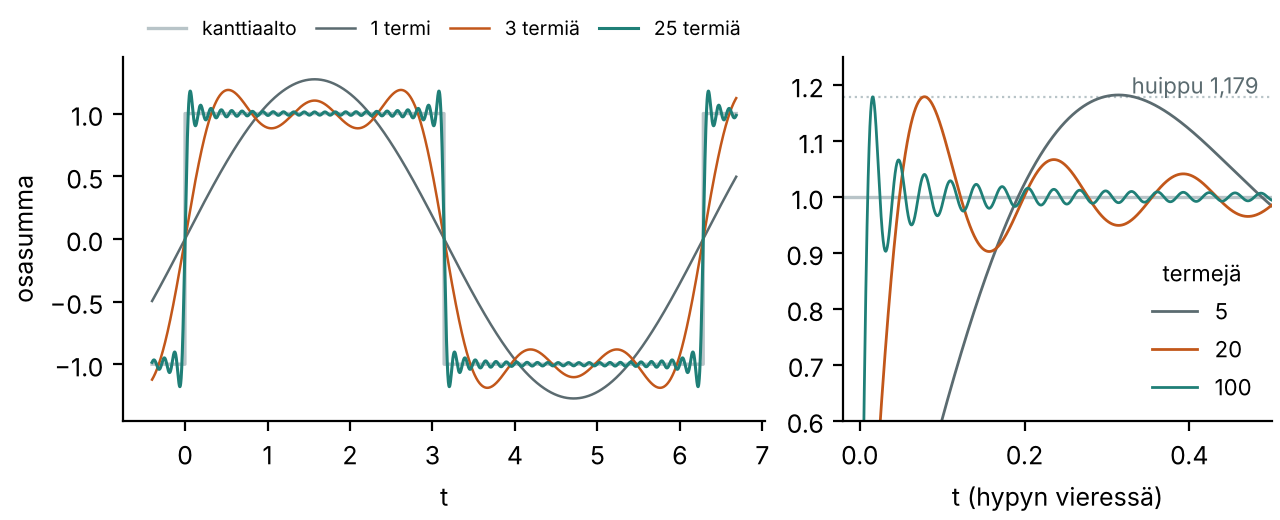 kanttiaalto 1 termi 3 termiä 25 termiä
osasumma
1.0
0.5
0.0
−0.5
−1.0
0 1 2 3 4 5 6 7
t
huippu 1,179
1.2
1.1
1.0
0.9
0.8
0.7
0.6
termejä
5
20
100
0.0 0.2 0.4
t (hypyn vieressä)